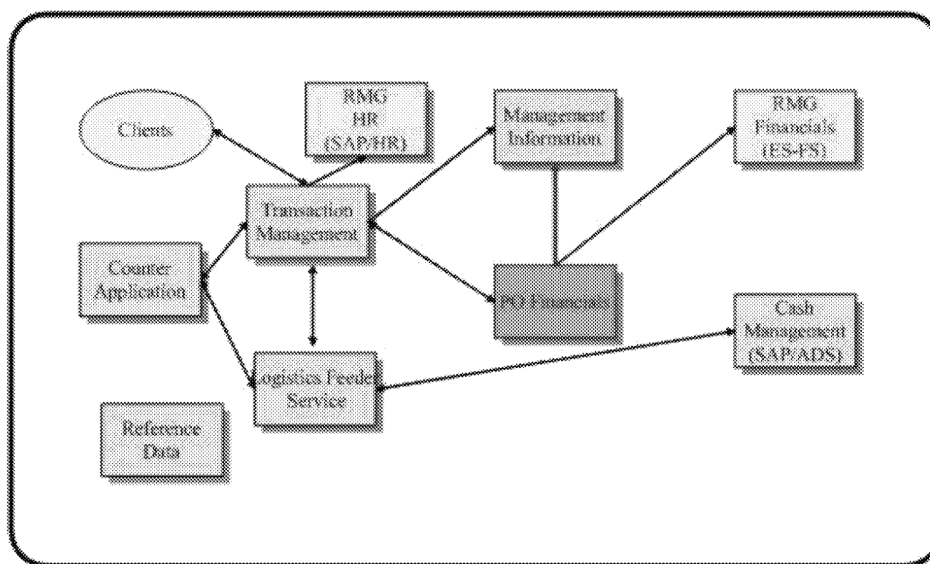 Clients
RMG
HR
(SAP/HR)
Management
Information
RMG
Financials
(ES-FS)
Transaction
Management
Counter
Application
PO Financials
Cash
Management
(SAP/ADS)
Logistics Feeder
Service
Reference
Data